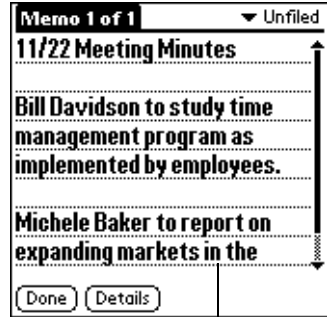 Memo 1 of 1 Unfiled
11/22 Meeting Minutes
Bill Davidson to study time
management program as
implemented by employees.
Michele Baker to report on
expanding markets in the
Done Details